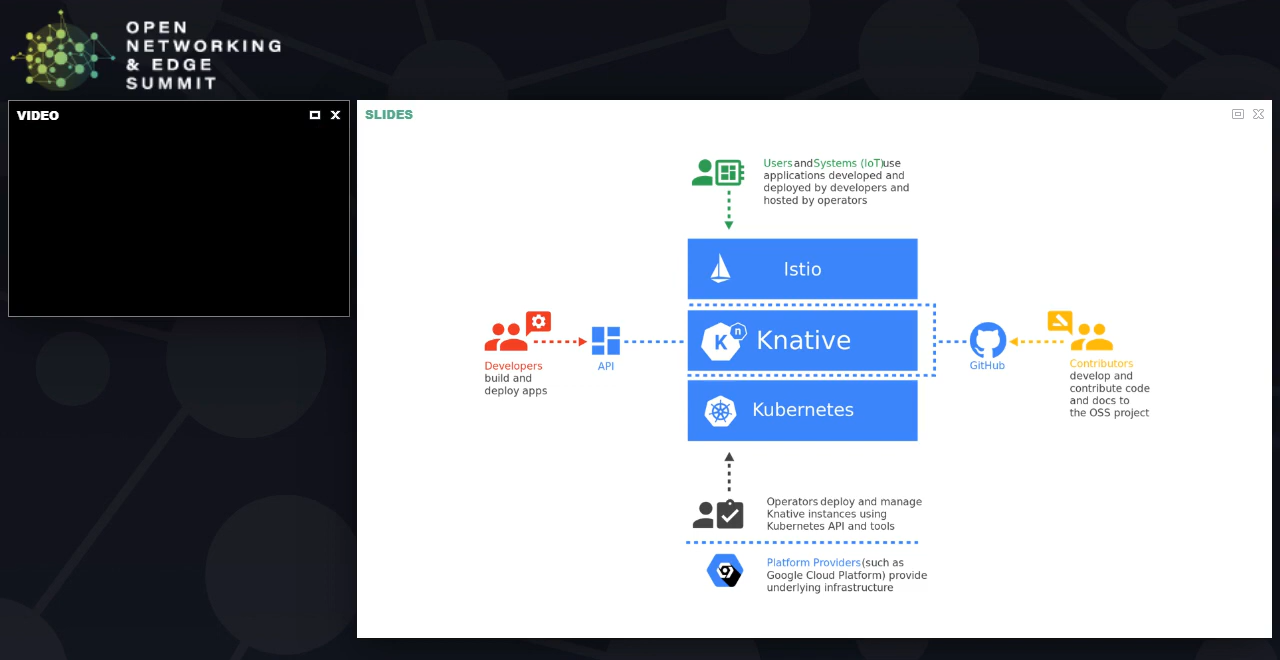 OPEN
NETWORKING
& EDGE
SUMMIT
VIDEO
SLIDES
Users and Systems (IoT) use
applications developed and
deployed by developers and
hosted by operators
Istio
K n Knative
Kubernetes
Developers
build and
deploy apps
API
GitHub
Contributors
develop and
contribute code
and docs to
the OSS project
Operators deploy and manage
Knative instances using
Kubernetes API and tools
Platform Providers (such as
Google Cloud Platform) provide
underlying infrastructure